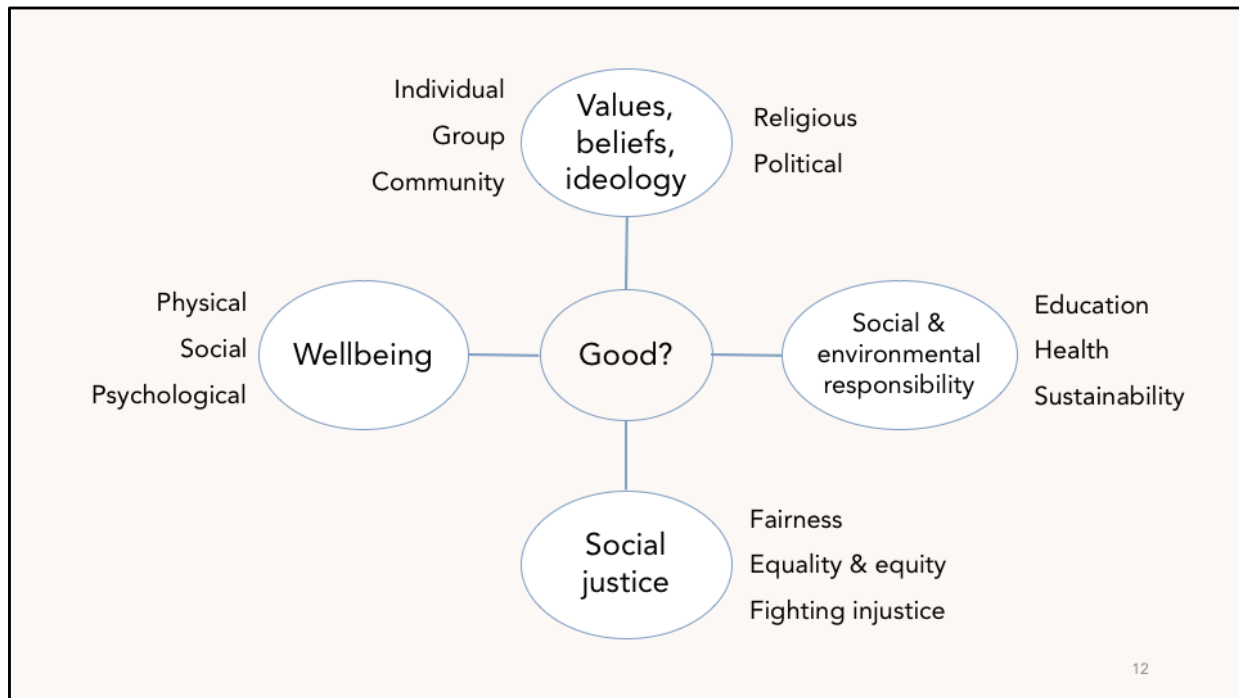 Individual
Group
Community
Values,
beliefs,
ideology
Religious
Political
Physical
Social
Psychological
Wellbeing
Good?
Social &
environmental
responsibility
Education
Health
Sustainability
Social
justice
Fairness
Equality & equity
Fighting injustice
12